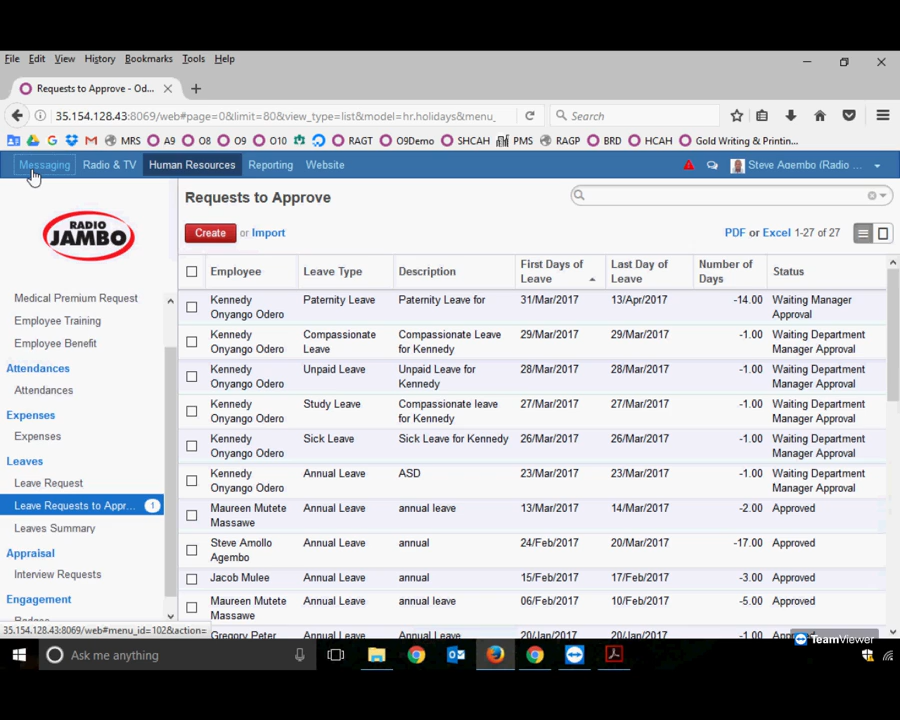 File Edit View History Bookmarks Tools Help
Requests to Approve - Od...
35.154.128.43:8069/web#page=0&limit=80&view_type=list&model=hr.holidays&menu_
Search
MRS A9 O8 O9 O10 RAGT O9Demo SHCAH PMS RAGP BRD HCAH Gold Writing & Printin...
Messaging Radio & TV Human Resources Reporting Website
Steve Agembo (Radio ...
RADIO
JAMBO
Medical Premium Request
Employee Training
Employee Benefit
Attendances
Attendances
Expenses
Expenses
Leaves
Leave Request
Leave Requests to Appr... 1
Leaves Summary
Appraisal
Interview Requests
Engagement
Badges
35.154.128.43:8069/web#menu_id=102&action=
Requests to Approve
Create or Import
PDF or Excel 1-27 of 27
Employee Leave Type Description First Days of Leave Last Day of Leave Number of Days Status
Kennedy Onyango Odero Paternity Leave Paternity Leave for 31/Mar/2017 13/Apr/2017 -14.00 Waiting Manager Approval
Kennedy Onyango Odero Compassionate Leave Compassionate Leave for Kennedy 29/Mar/2017 29/Mar/2017 -1.00 Waiting Department Manager Approval
Kennedy Onyango Odero Unpaid Leave Unpaid Leave for Kennedy 28/Mar/2017 28/Mar/2017 -1.00 Waiting Department Manager Approval
Kennedy Onyango Odero Study Leave Compassionate leave for Kennedy 27/Mar/2017 27/Mar/2017 -1.00 Waiting Department Manager Approval
Kennedy Onyango Odero Sick Leave Sick Leave for Kennedy 26/Mar/2017 26/Mar/2017 -1.00 Waiting Department Manager Approval
Kennedy Onyango Odero Annual Leave ASD 23/Mar/2017 23/Mar/2017 -1.00 Waiting Department Manager Approval
Maureen Mutete Massawe Annual Leave annual leave 13/Mar/2017 14/Mar/2017 -2.00 Approved
Steve Amollo Agembo Annual Leave annual 24/Feb/2017 20/Mar/2017 -17.00 Approved
Jacob Mulee Annual Leave annual 15/Feb/2017 17/Feb/2017 -3.00 Approved
Maureen Mutete Massawe Annual Leave annual leave 06/Feb/2017 10/Feb/2017 -5.00 Approved
Gregory Peter Annual Leave Annual Leave 20/Jan/2017 20/Jan/2017 -1.00
TeamViewer
Ask me anything